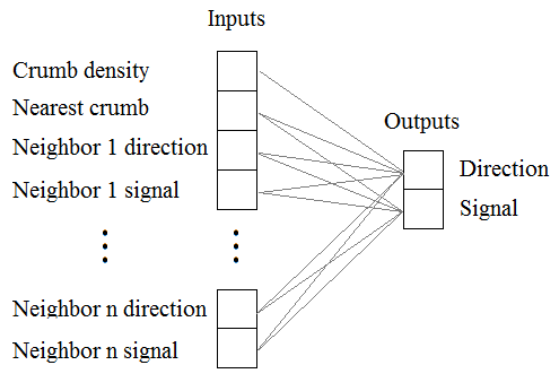 Inputs
Crumb density
Nearest crumb
Neighbor 1 direction
Neighbor 1 signal
Neighbor n direction
Neighbor n signal
Outputs
Direction
Signal